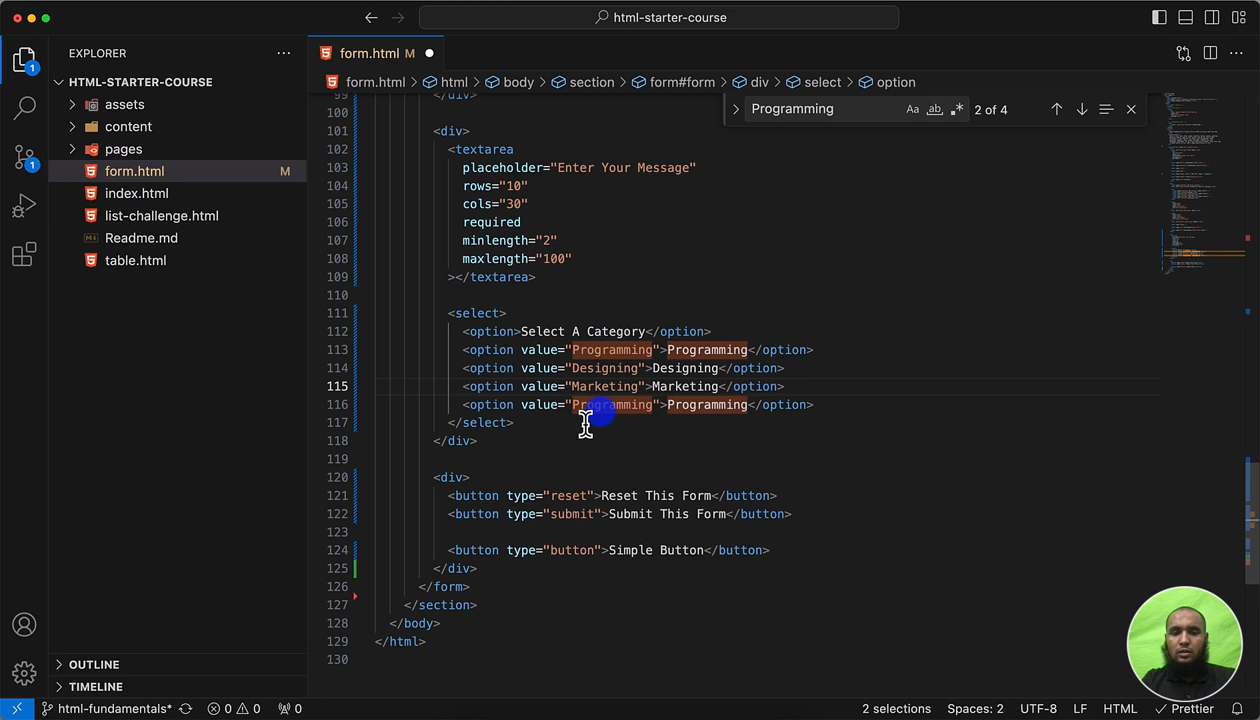 html-starter-course
EXPLORER
HTML-STARTER-COURSE
assets
content
pages
form.html M
index.html
list-challenge.html
Readme.md
table.html
OUTLINE
TIMELINE
1
1
form.html M
form.html > html > body > section > form#form > div > select > option
Programming Aa ab 2 of 4
99 </div>
100
101 <div>
102 <textarea
103 placeholder="Enter Your Message"
104 rows="10"
105 cols="30"
106 required
107 minlength="2"
108 maxlength="100"
109 ></textarea>
110
111 <select>
112 <option>Select A Category</option>
113 <option value="Programming">Programming</option>
114 <option value="Designing">Designing</option>
115 <option value="Marketing">Marketing</option>
116 <option value="Programming">Programming</option>
117 </select>
118 </div>
119
120 <div>
121 <button type="reset">Reset This Form</button>
122 <button type="submit">Submit This Form</button>
123
124 <button type="button">Simple Button</button>
125 </div>
126 </form>
127 </section>
128 </body>
129 </html>
130
html-fundamentals* 0 0 0 2 selections Spaces: 2 UTF-8 LF HTML Prettier